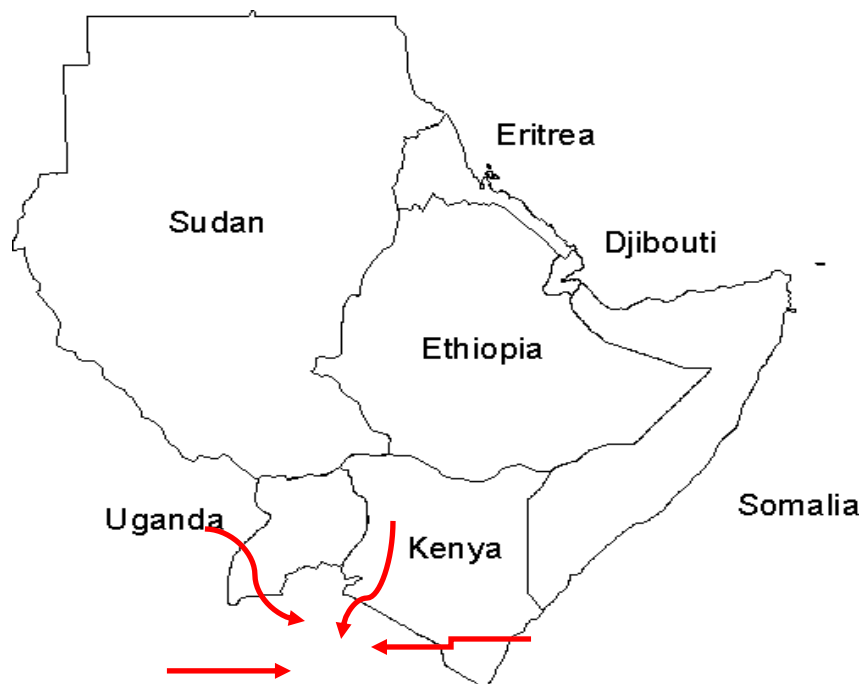 Eritrea
Sudan
Djibouti
Ethiopia
Somalia
Uganda
Kenya